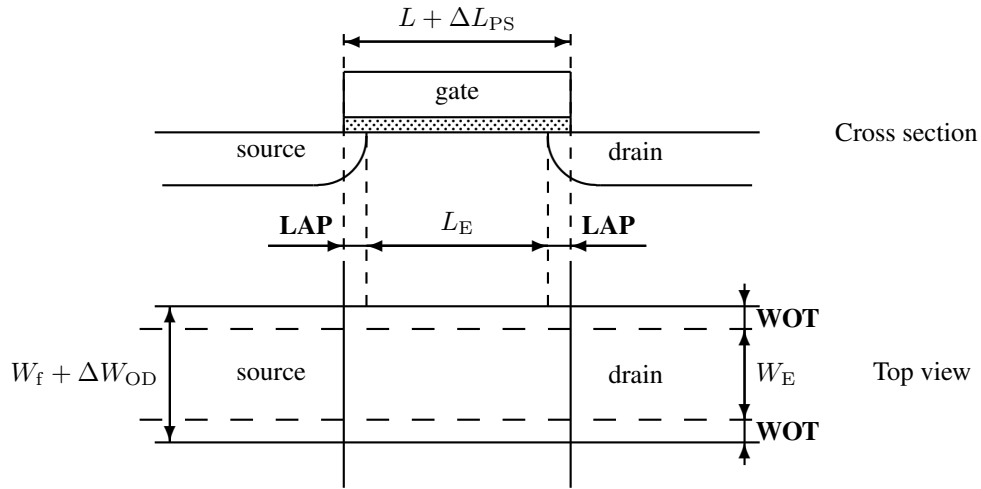 L + ΔL_PS
gate
source drain
Cross section
LAP L_E LAP
WOT
W_f + ΔW_OD source drain W_E Top view
WOT